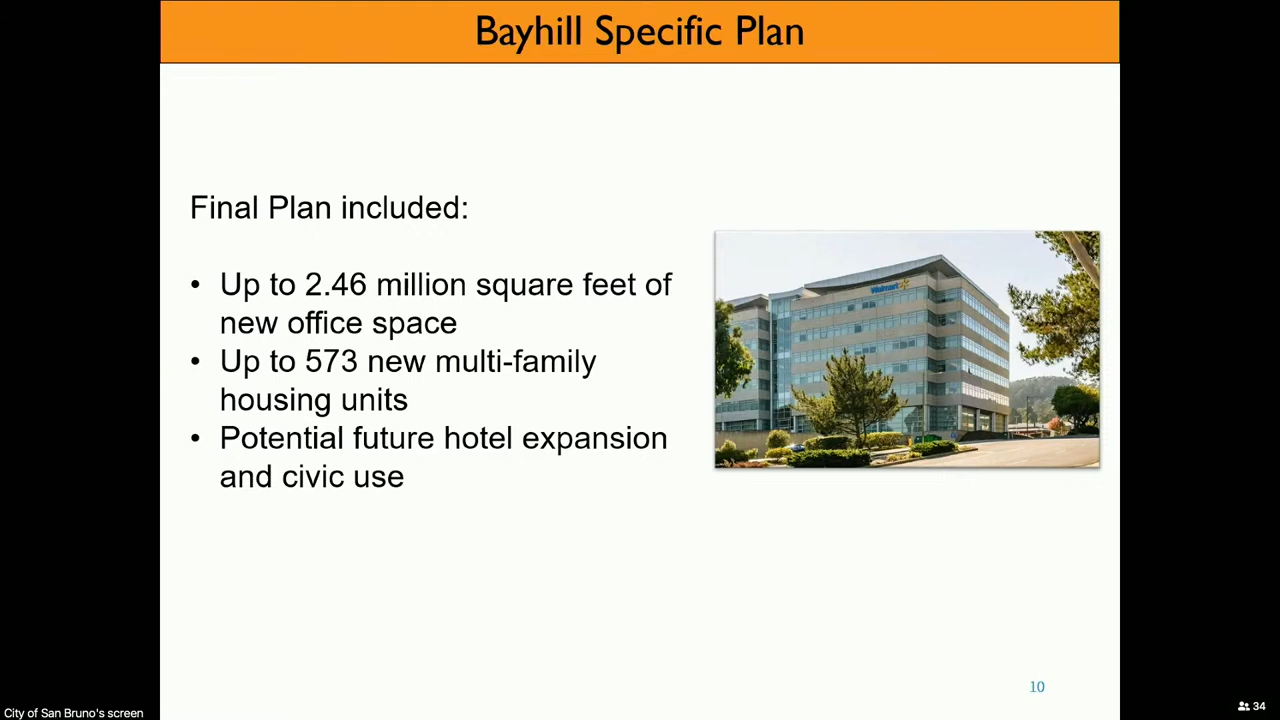 Bayhill Specific Plan
Final Plan included:
• Up to 2.46 million square feet of
new office space
• Up to 573 new multi-family
housing units
• Potential future hotel expansion
and civic use
Walmart
10
City of San Bruno's screen
34